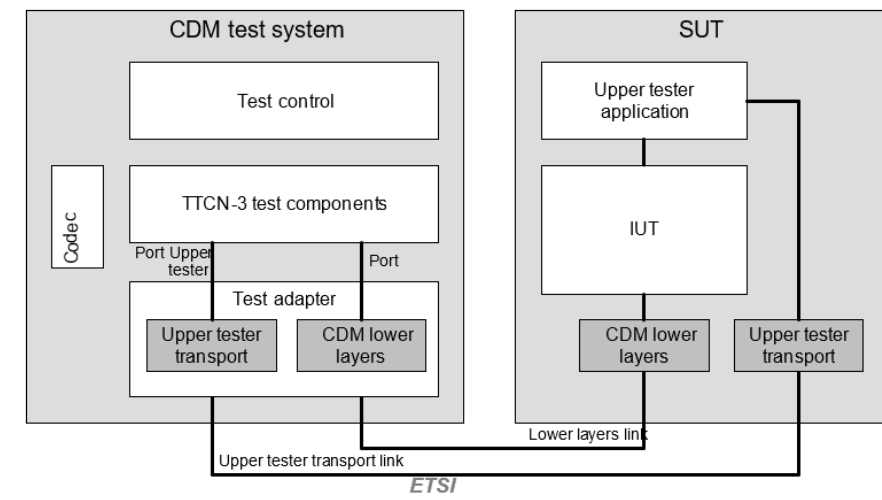 CDM test system
SUT
Test control
Upper tester
application
Codec
TTCN-3 test components
IUT
Port Upper
tester
Port
Test adapter
Upper tester
transport
CDM lower
layers
CDM lower
layers
Upper tester
transport
Lower layers link
Upper tester transport link
ETSI